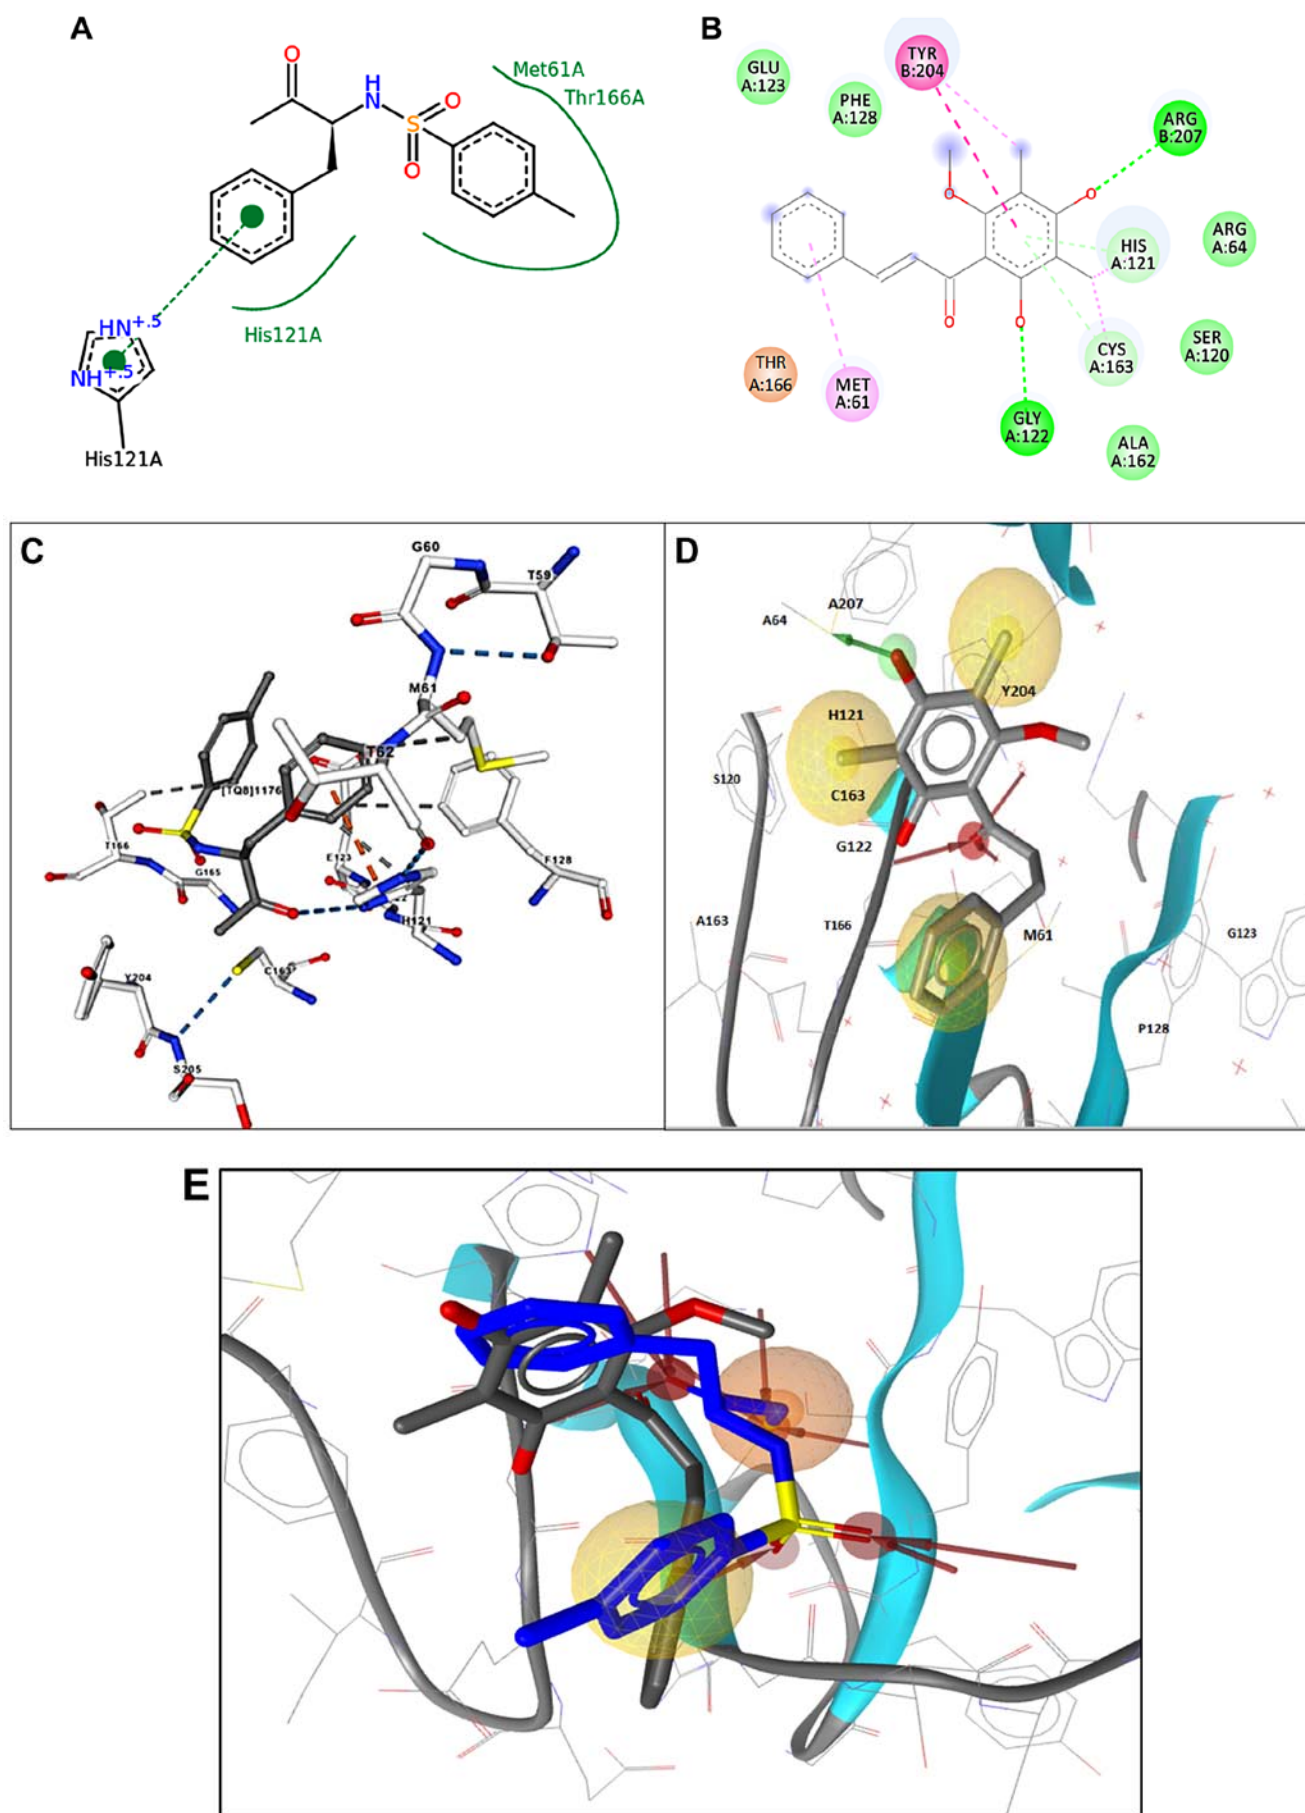 A
O
H
N
S
O
O
Met61A
Thr166A
His121A
HN+.5
NH+.5
His121A
B
GLU
A:123
PHE
A:128
TYR
B:204
ARG
B:207
O
O
HIS
A:121
ARG
A:64
O
O
THR
A:166
MET
A:61
CYS
A:163
SER
A:120
GLY
A:122
ALA
A:162
C
G60
T59
M61
T62
[TQ8]1176
T166
G165
E123
F128
H121
Y204
C163
S205
D
A207
A64
Y204
H121
S120
C163
G122
A163
T166
M61
G123
P128
E